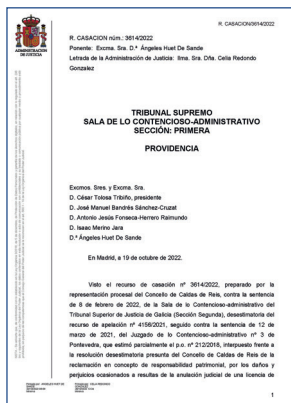 R. CASACION/3614/2022
ADMINISTRACION
DE JUSTICIA
R. CASACION núm.: 3614/2022
Ponente: Excma. Sra. D.ª Ángeles Huet De Sande
Letrada de la Administración de Justicia: Ilma. Sra. Dña. Celia Redondo
Gonzalez
TRIBUNAL SUPREMO
SALA DE LO CONTENCIOSO-ADMINISTRATIVO
SECCIÓN: PRIMERA
PROVIDENCIA
Excmos. Sres. y Excma. Sra.
D. César Tolosa Tribiño, presidente
D. José Manuel Bandrés Sánchez-Cruzat
D. Antonio Jesús Fonseca-Herrero Raimundo
D. Isaac Merino Jara
D.ª Ángeles Huet De Sande
En Madrid, a 19 de octubre de 2022.
Visto el recurso de casación nº 3614/2022, preparado por la
representación procesal del Concello de Caldas de Reis, contra la sentencia
de 8 de febrero de 2022, de la Sala de lo Contencioso-administrativo del
Tribunal Superior de Justicia de Galicia (Sección Segunda), desestimatoria del
recurso de apelación nº 4156/2021, seguido contra la sentencia de 12 de
marzo de 2021, del Juzgado de lo Contencioso-administrativo nº 3 de
Pontevedra, que estimó parcialmente el p.o. nº 212/2018, interpuesto frente a
la resolución desestimatoria presunta del Concello de Caldas de Reis de la
reclamación en concepto de responsabilidad patrimonial, por los daños y
perjuicios ocasionados a resultas de la anulación judicial de una licencia de
1